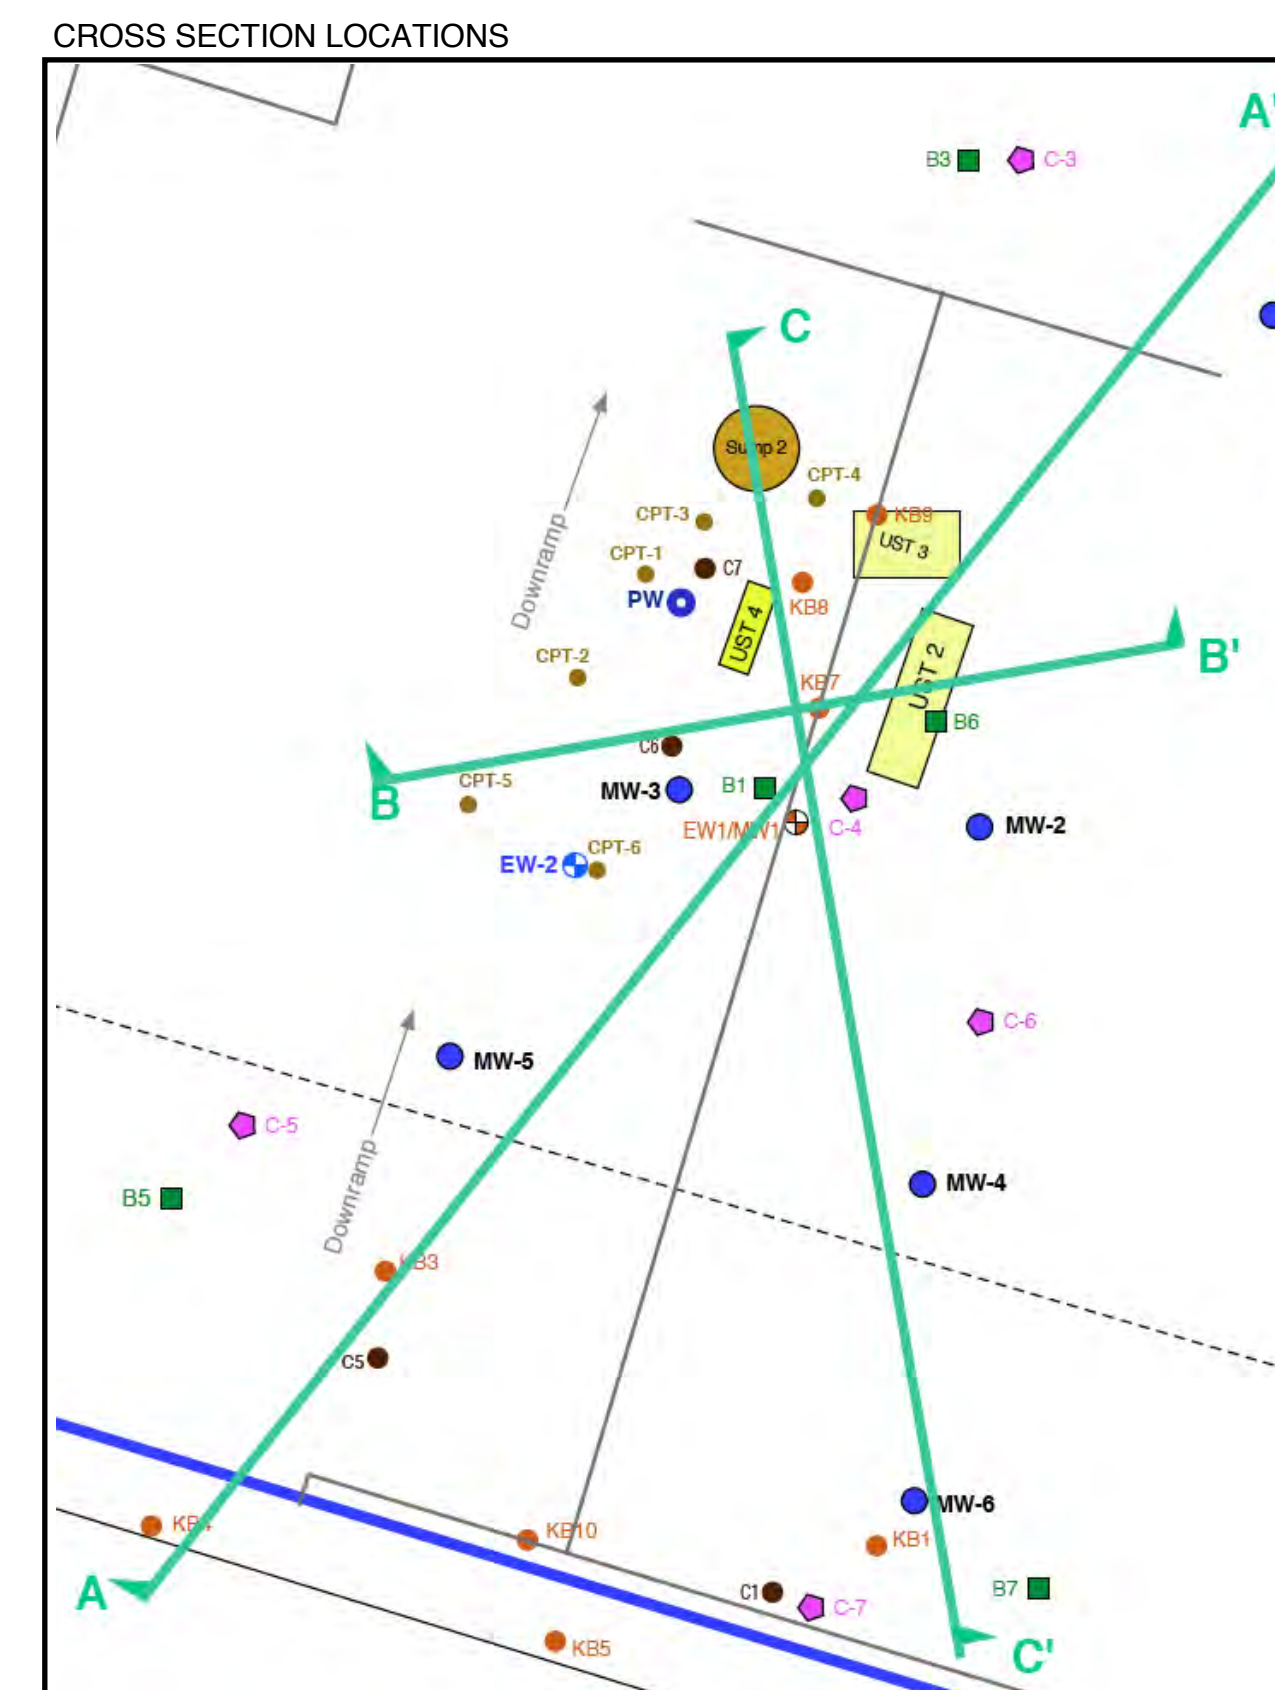 CROSS SECTION LOCATIONS
A'
B3
C-3
C
Sump 2
CPT-4
CPT-3
KB9
UST 3
CPT-1
C7
PW
KB8
UST 4
Downramp
CPT-2
UST 2
B'
KB7
B6
C6
B
CPT-5
MW-3
B1
EW1/MW1
C-4
MW-2
EW-2
CPT-6
C-6
MW-5
C-5
MW-4
B5
Downramp
KB3
C5
MW-6
KB4
KB10
KB1
A
C1
C-7
B7
KB5
C'